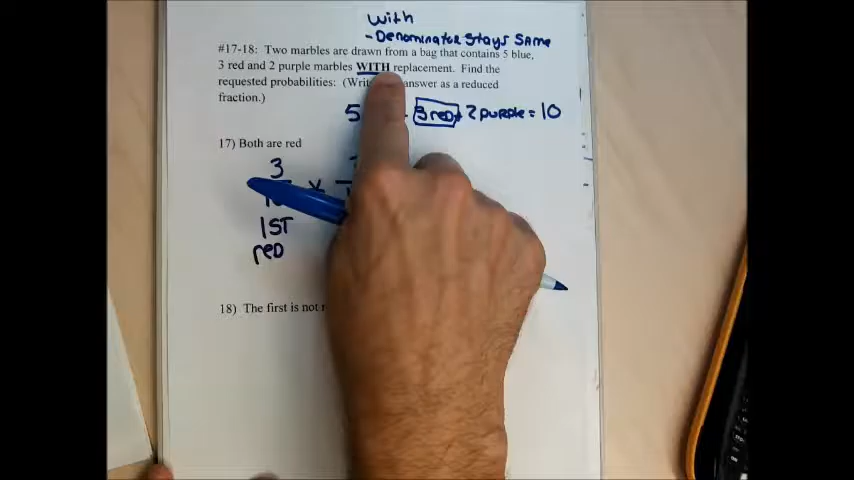 With
- Denominator Stays Same
#17-18: Two marbles are drawn from a bag that contains 5 blue,
3 red and 2 purple marbles WITH replacement. Find the
requested probabilities: (Write answer as a reduced
fraction.)
5 3 red + 2 purple = 10
17) Both are red
3
x
1ST
red
18) The first is not